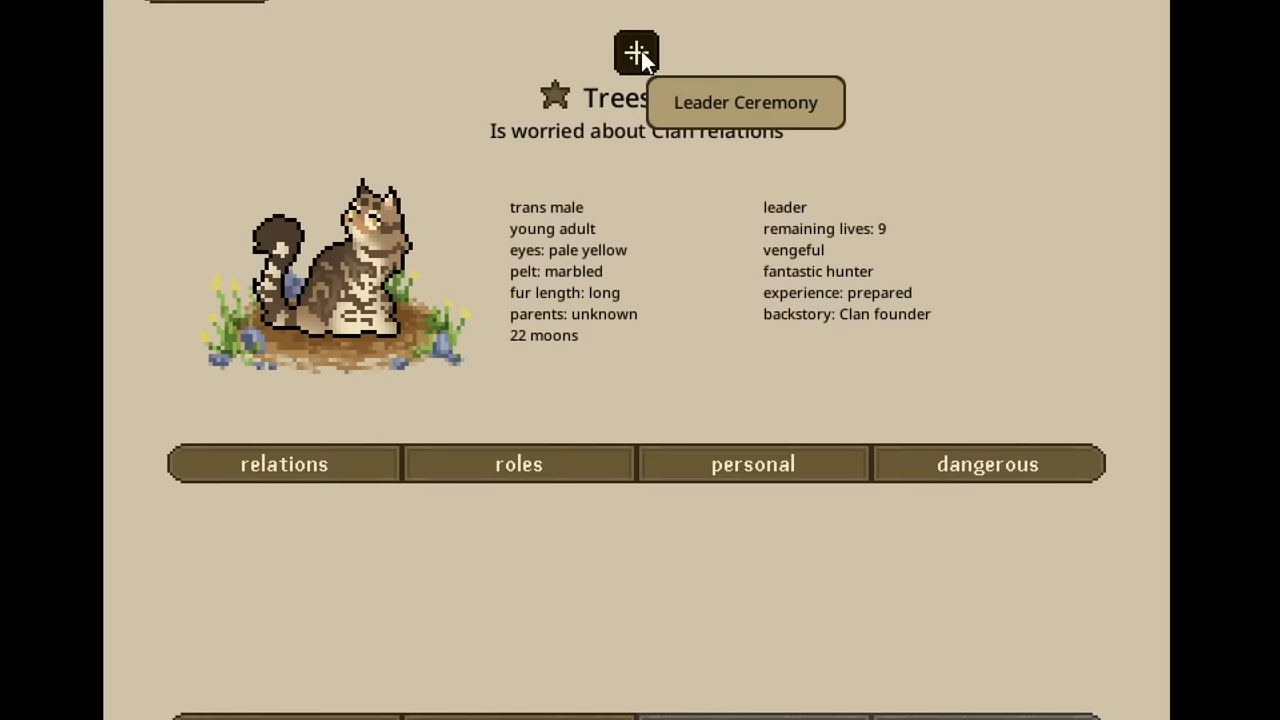 Leader Ceremony
Trees
Is worried about Clan relations
trans male
young adult
eyes: pale yellow
pelt: marbled
fur length: long
parents: unknown
22 moons
leader
remaining lives: 9
vengeful
fantastic hunter
experience: prepared
backstory: Clan founder
relations
roles
personal
dangerous